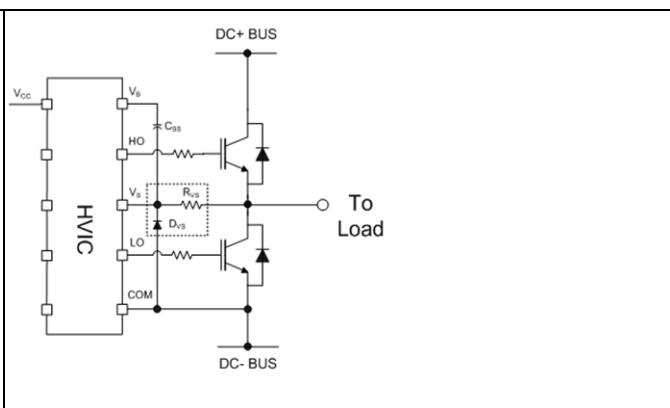 DC+ BUS
VCC
VB
CBS
HO
VS
RVS
To
Load
DVS
HVIC
LO
COM
DC- BUS